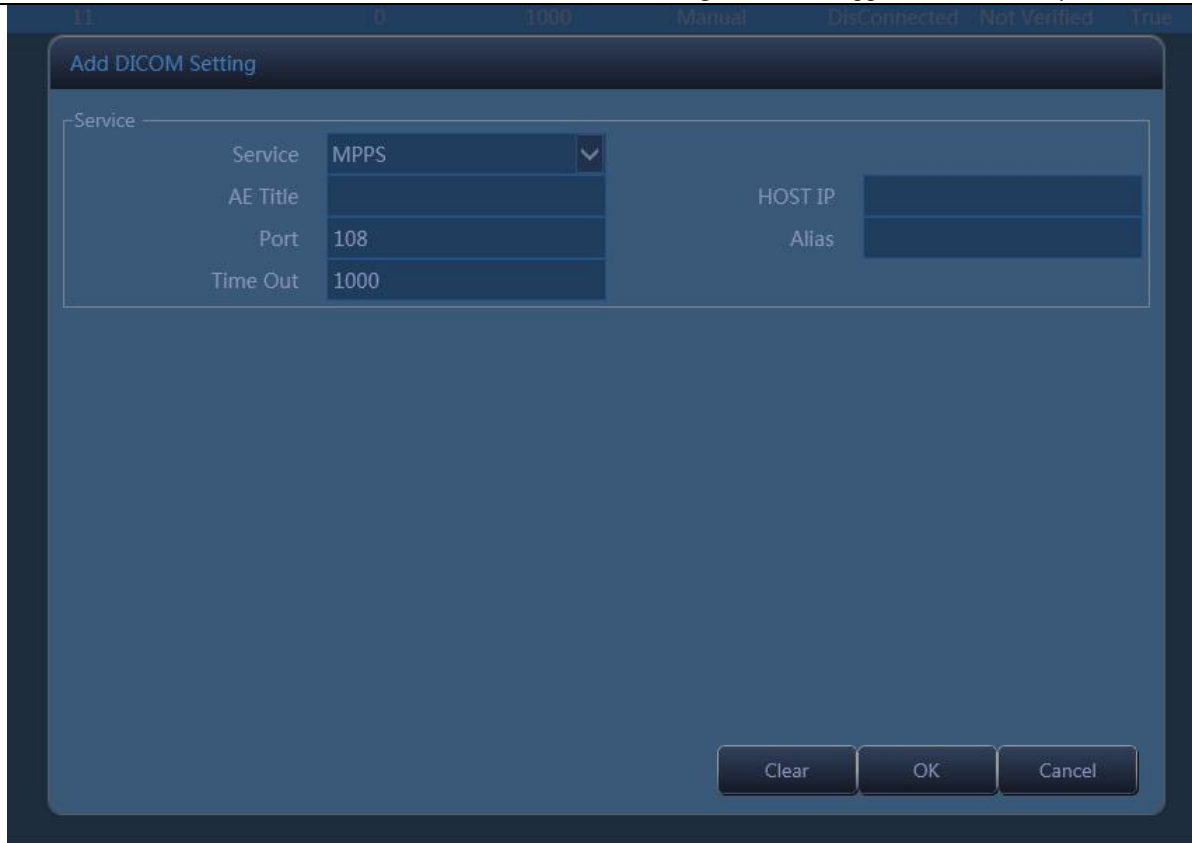 11 0 1000 Manual DisConnected Not Verified True
Add DICOM Setting
Service
Service MPPS
AE Title HOST IP
Port 108 Alias
Time Out 1000
Clear OK Cancel